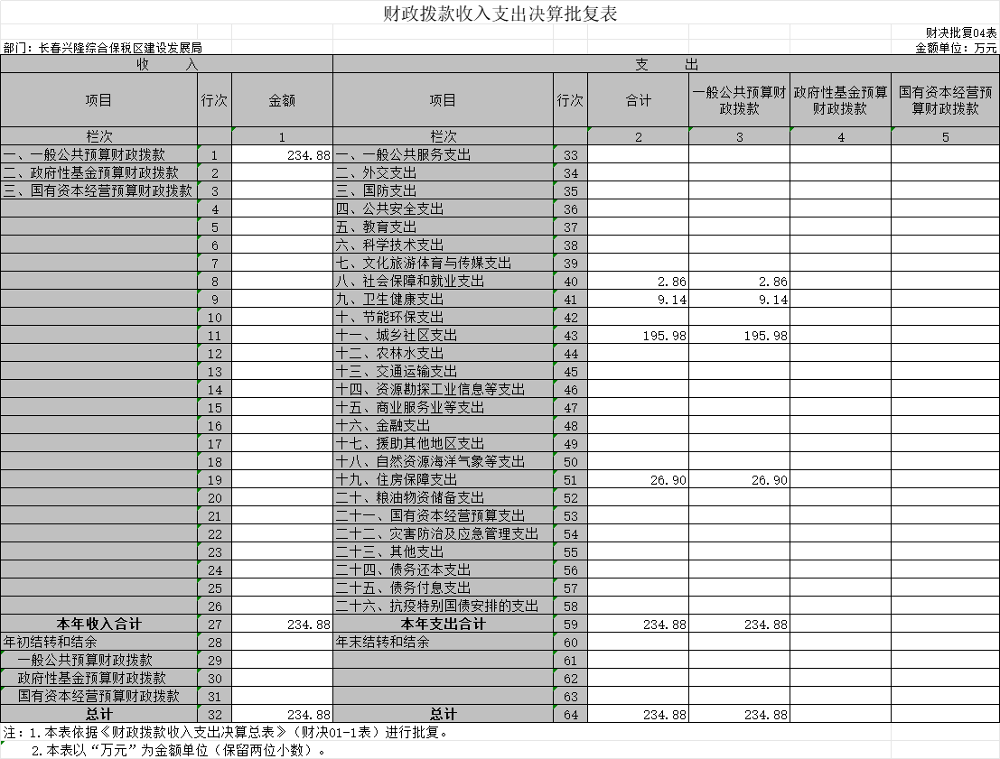 财政拨款收入支出决算批复表
财决批复04表
部门：长春兴隆综合保税区建设发展局 金额单位：万元
收 入 支 出
项目 行次 金额 项目 行次 合计 一般公共预算财政拨款 政府性基金预算财政拨款 国有资本经营预算财政拨款
栏次 1 栏次 2 3 4 5
一、一般公共预算财政拨款 1 234.88 一、一般公共服务支出 33
二、政府性基金预算财政拨款 2 二、外交支出 34
三、国有资本经营预算财政拨款 3 三、国防支出 35
4 四、公共安全支出 36
5 五、教育支出 37
6 六、科学技术支出 38
7 七、文化旅游体育与传媒支出 39
8 八、社会保障和就业支出 40 2.86 2.86
9 九、卫生健康支出 41 9.14 9.14
10 十、节能环保支出 42
11 十一、城乡社区支出 43 195.98 195.98
12 十二、农林水支出 44
13 十三、交通运输支出 45
14 十四、资源勘探工业信息等支出 46
15 十五、商业服务业等支出 47
16 十六、金融支出 48
17 十七、援助其他地区支出 49
18 十八、自然资源海洋气象等支出 50
19 十九、住房保障支出 51 26.90 26.90
20 二十、粮油物资储备支出 52
21 二十一、国有资本经营预算支出 53
22 二十二、灾害防治及应急管理支出 54
23 二十三、其他支出 55
24 二十四、债务还本支出 56
25 二十五、债务付息支出 57
26 二十六、抗疫特别国债安排的支出 58
本年收入合计 27 234.88 本年支出合计 59 234.88 234.88
年初结转和结余 28 年末结转和结余 60
一般公共预算财政拨款 29 61
政府性基金预算财政拨款 30 62
国有资本经营预算财政拨款 31 63
总计 32 234.88 总计 64 234.88 234.88
注：1.本表依据《财政拨款收入支出决算总表》（财决01-1表）进行批复。
2.本表以“万元”为金额单位（保留两位小数）。